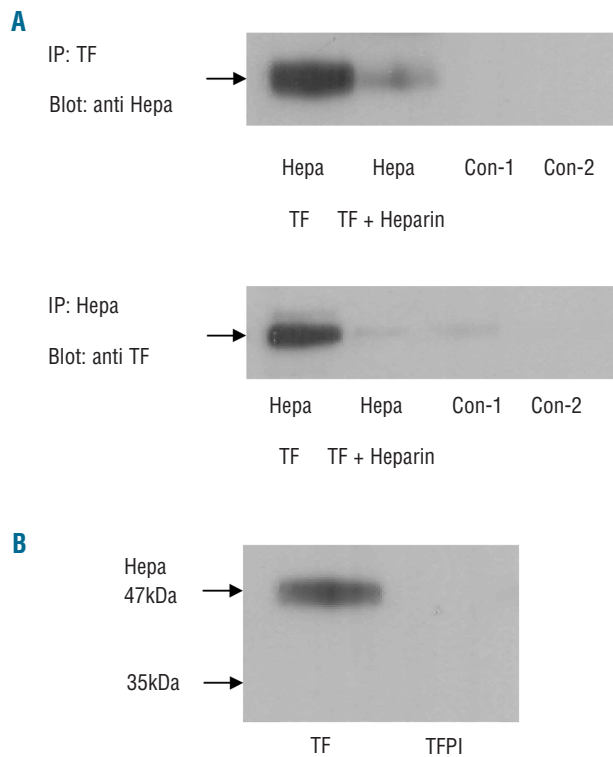 A
IP: TF
Blot: anti Hepa
Hepa Hepa Con-1 Con-2
TF TF + Heparin
IP: Hepa
Blot: anti TF
Hepa Hepa Con-1 Con-2
TF TF + Heparin
B
Hepa
47kDa
35kDa
TF TFPI